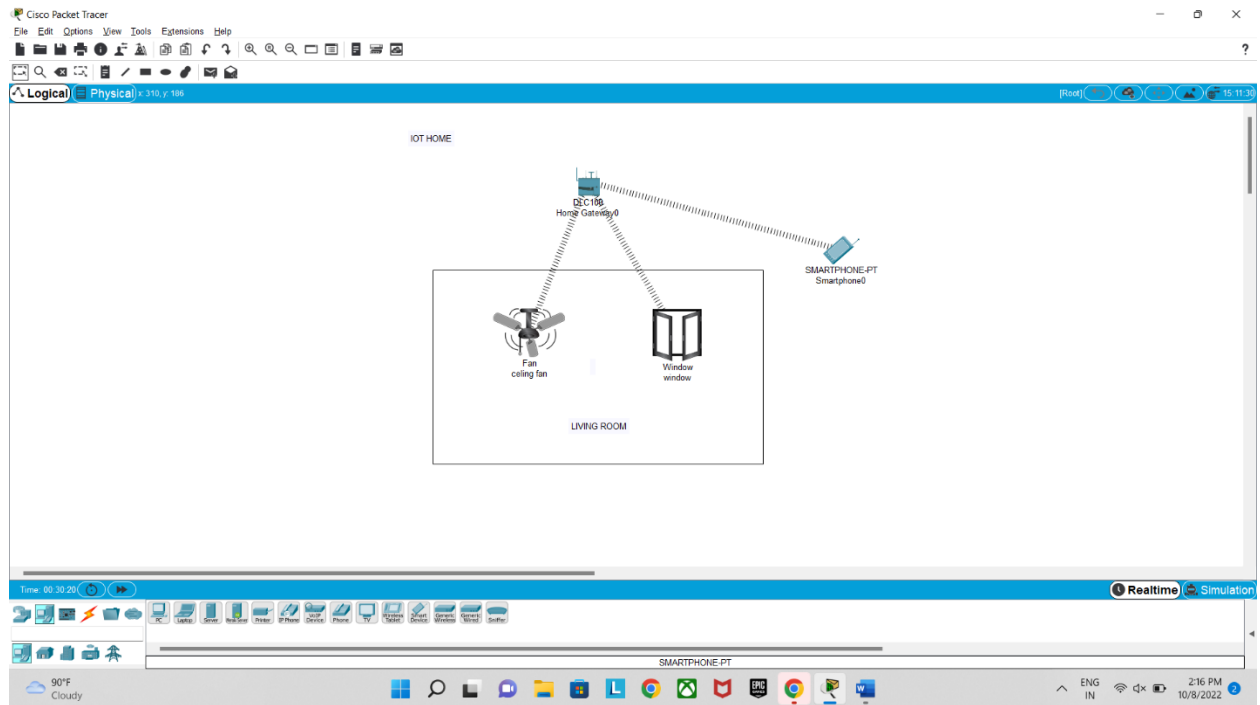 Cisco Packet Tracer
File Edit Options View Tools Extensions Help
?
Logical Physical x: 310, y: 186 [Root] 15:11:30
IOT HOME
DLC100
Home Gateway0
SMARTPHONE-PT
Smartphone0
Fan
celing fan
Window
window
LIVING ROOM
Time: 00:30:20 Realtime Simulation
PC Laptop Server Printer IP Phone VoIP Device Phone TV Wireless Tablet Smart Device Generic Wireless Generic Wired Sniffer
SMARTPHONE-PT
90°F
Cloudy
L
EPIC
W
ENG
IN
2:16 PM
10/8/2022
2